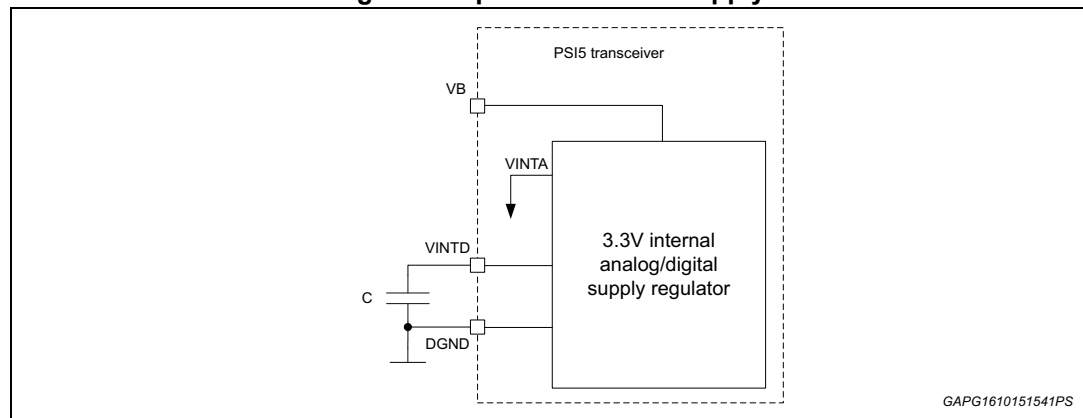 PSI5 transceiver
VB
VINTA
VINTD
3.3V internal
analog/digital
supply regulator
C
DGND
GAPG1610151541PS